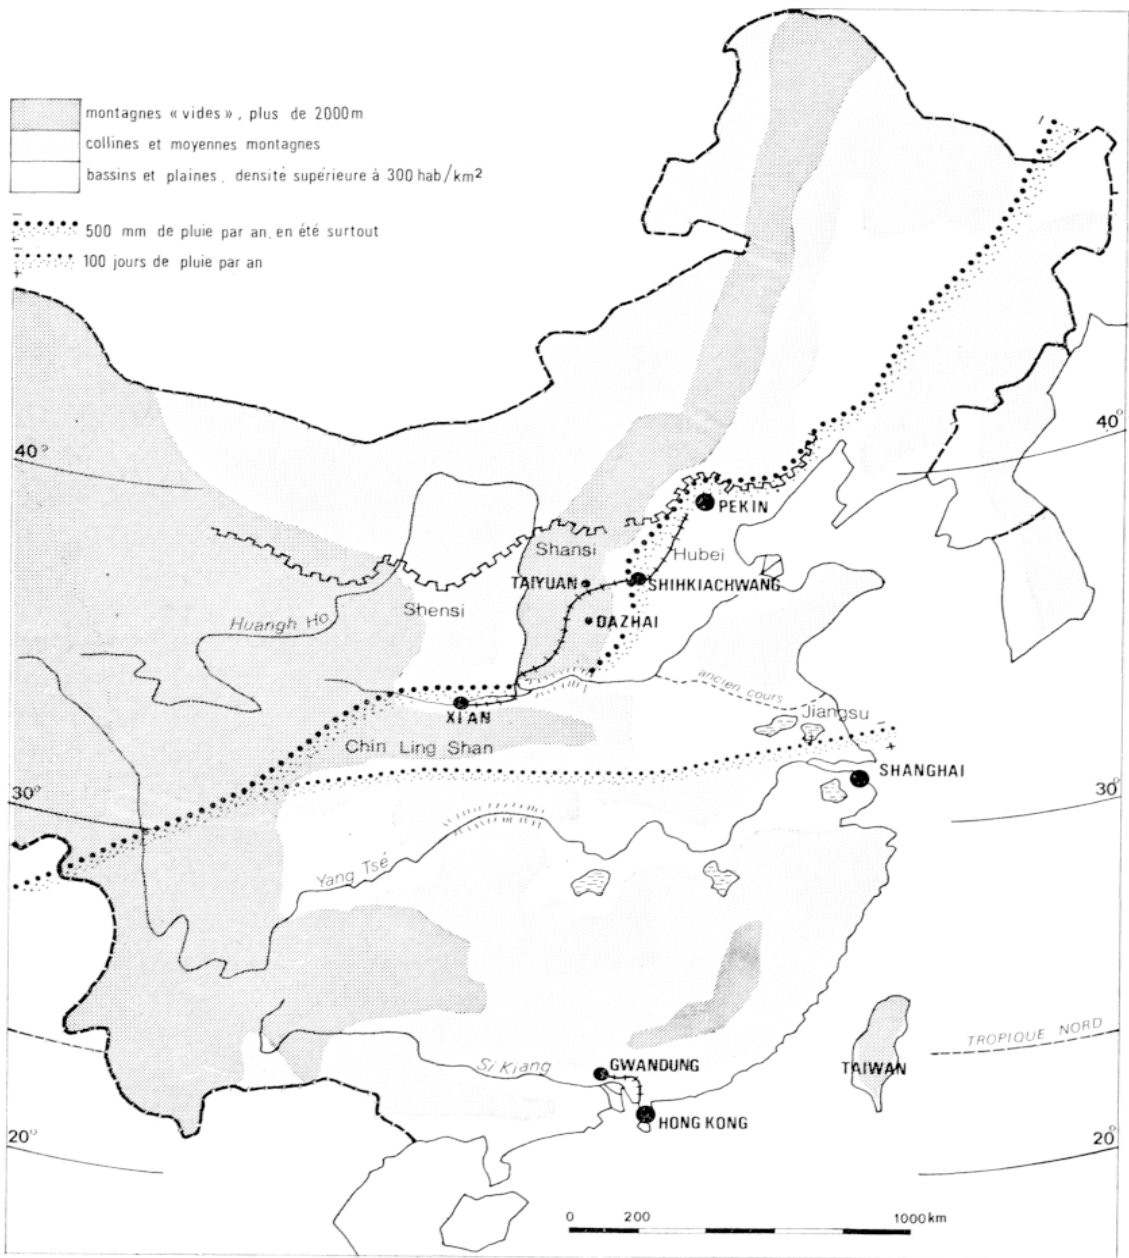 montagnes « vides », plus de 2000 m
collines et moyennes montagnes
bassins et plaines, densité supérieure à 300 hab/km²
500 mm de pluie par an, en été surtout
100 jours de pluie par an
40°
40°
PEKIN
Shansi
Hubei
TAIYUAN
SHIHKIACHWANG
Shensi
Huangh Ho
DAZHAI
ancien cours
XI'AN
Jiangsu
Chin Ling Shan
SHANGHAI
30°
30°
Yang Tsé
TROPIQUE NORD
Si Kiang
GWANDUNG
TAIWAN
HONG KONG
20°
20°
0 200 1000 km